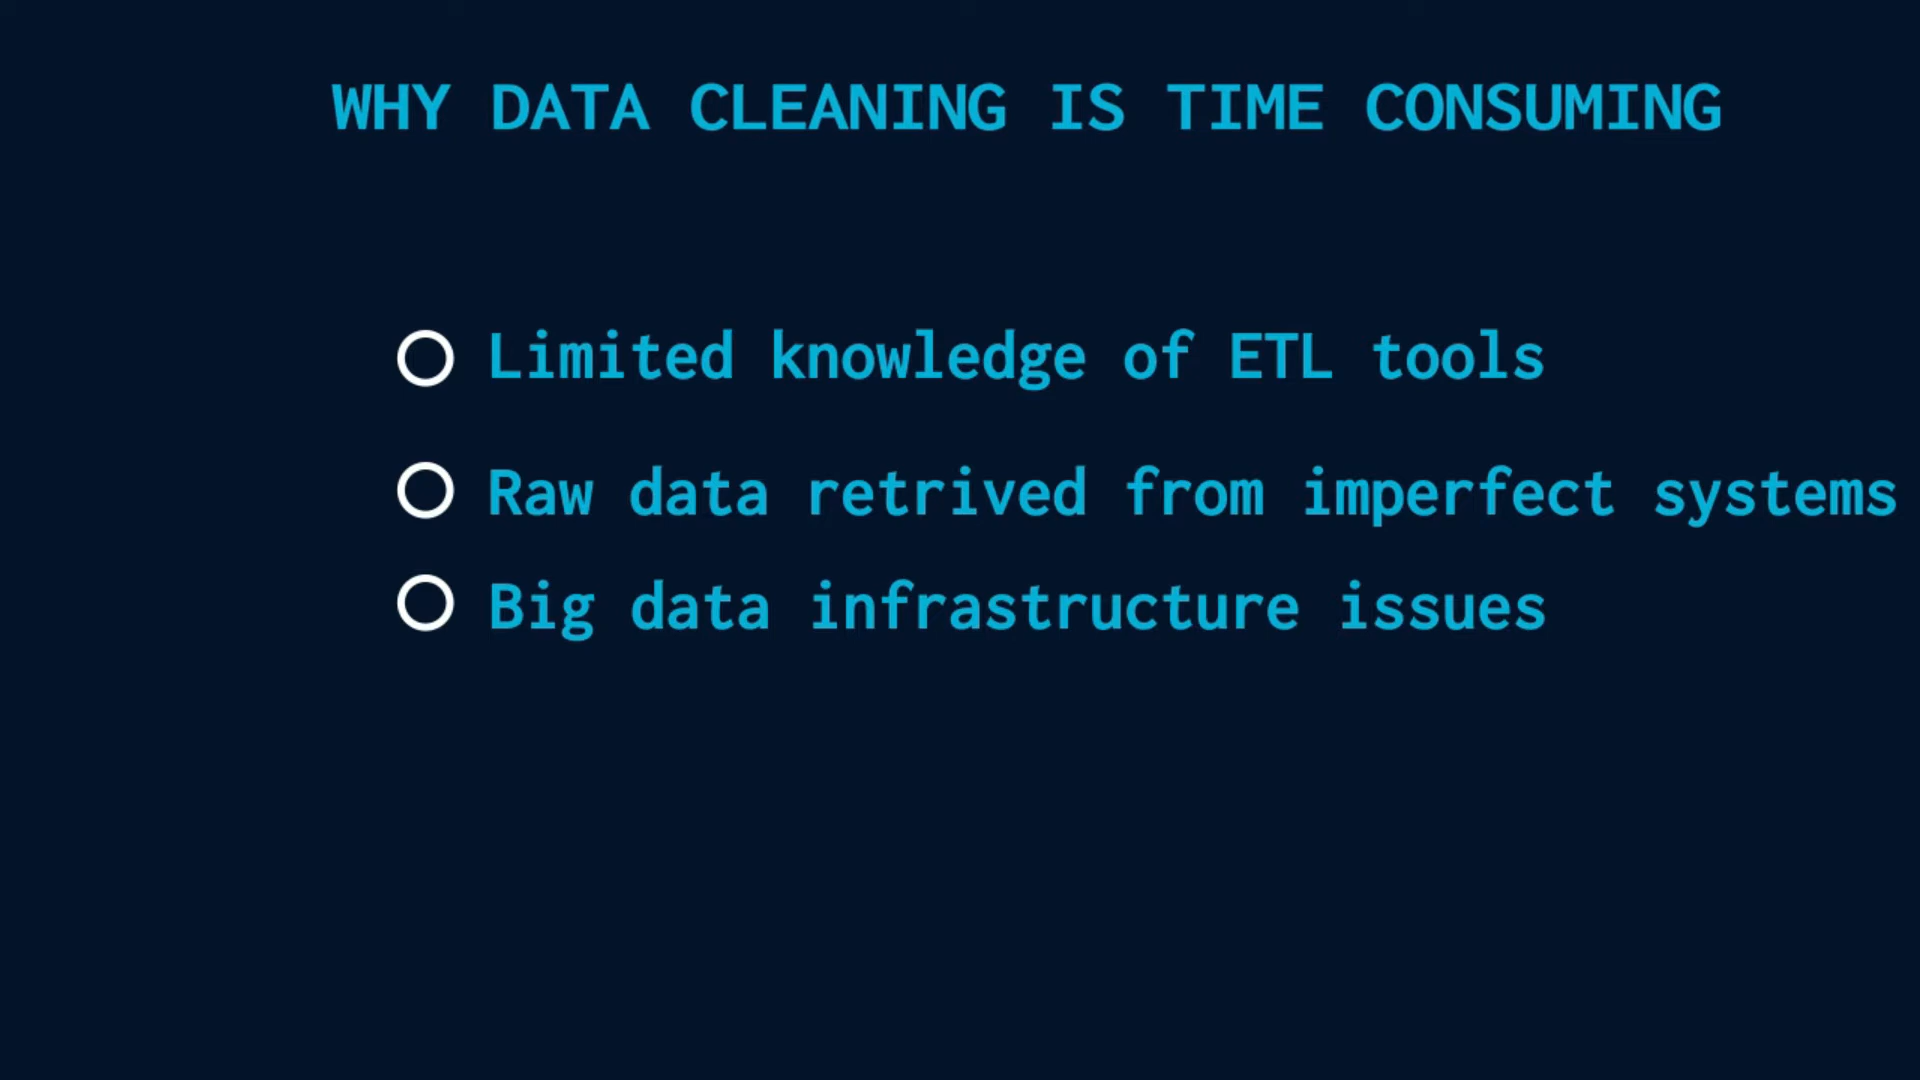 WHY DATA CLEANING IS TIME CONSUMING
Limited knowledge of ETL tools
Raw data retrived from imperfect systems
Big data infrastructure issues